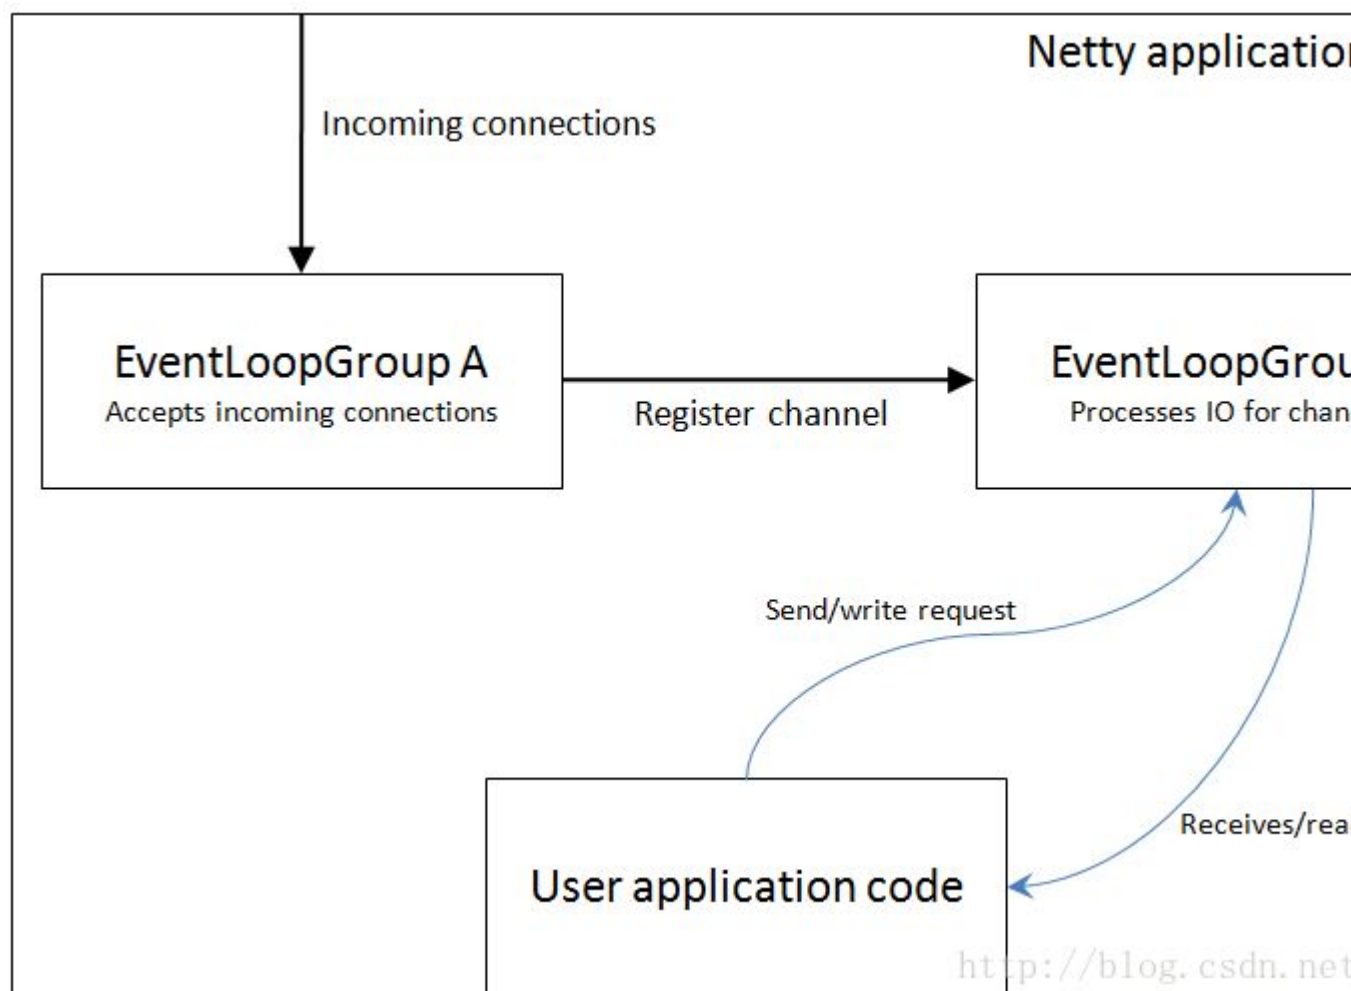 Netty application
Incoming connections
EventLoopGroup A
Accepts incoming connections
Register channel
EventLoopGrou
Processes IO for chan
Send/write request
Receives/rea
User application code
http://blog.csdn.net